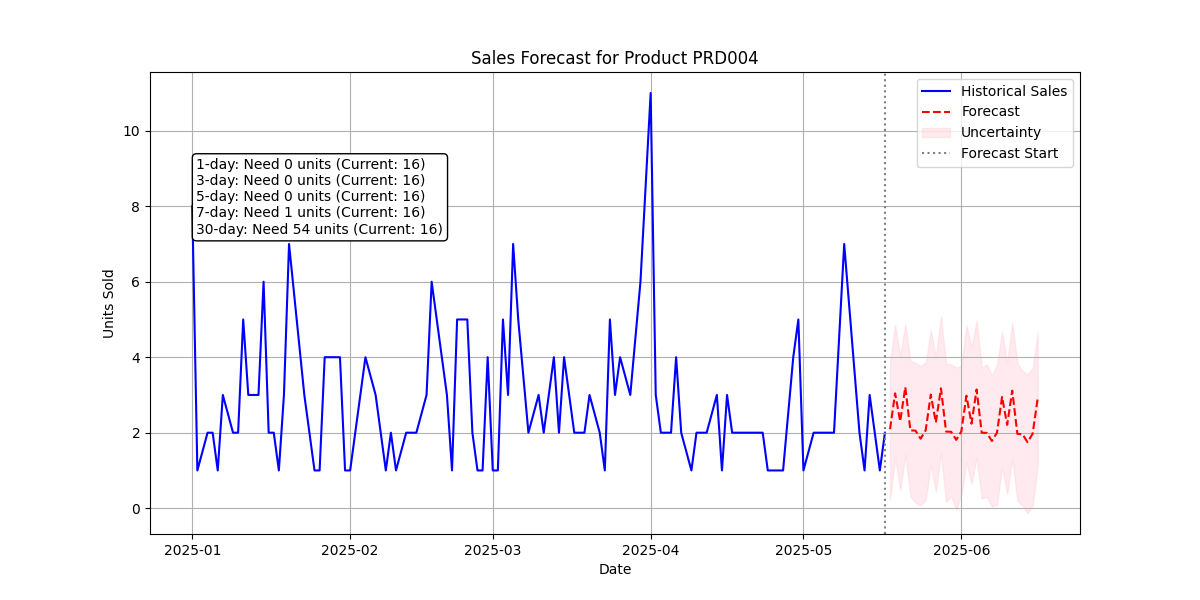 Sales Forecast for Product PRD004
Historical Sales
Forecast
Uncertainty
Forecast Start
1-day: Need 0 units (Current: 16)
3-day: Need 0 units (Current: 16)
5-day: Need 0 units (Current: 16)
7-day: Need 1 units (Current: 16)
30-day: Need 54 units (Current: 16)
Units Sold
10
8
6
4
2
0
2025-01 2025-02 2025-03 2025-04 2025-05 2025-06
Date